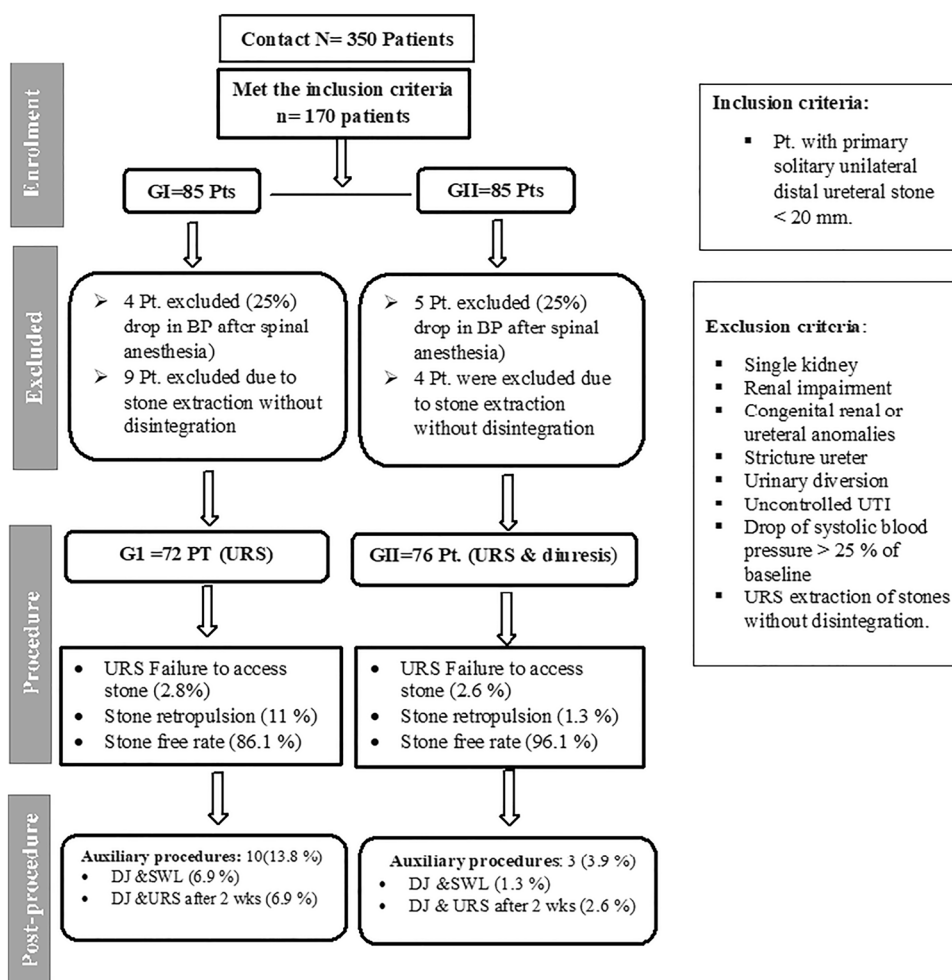 Contact N= 350 Patients
Met the inclusion criteria
n= 170 patients
Enrolment
GI=85 Pts
GII=85 Pts
Inclusion criteria:
▪ Pt. with primary
solitary unilateral
distal ureteral stone
< 20 mm.
Excluded
➢ 4 Pt. excluded (25%)
drop in BP after spinal
anesthesia)
➢ 9 Pt. excluded due to
stone extraction without
disintegration
➢ 5 Pt. excluded (25%)
drop in BP after spinal
anesthesia)
➢ 4 Pt. were excluded due
to stone extraction
without disintegration
Exclusion criteria:
▪ Single kidney
▪ Renal impairment
▪ Congenital renal or
ureteral anomalies
▪ Stricture ureter
▪ Urinary diversion
▪ Uncontrolled UTI
▪ Drop of systolic blood
pressure > 25 % of
baseline
▪ URS extraction of stones
without disintegration.
Procedure
G1 =72 PT (URS)
GII=76 Pt. (URS & diuresis)
• URS Failure to access
stone (2.8%)
• Stone retropulsion (11 %)
• Stone free rate (86.1 %)
• URS Failure to access
stone (2.6 %)
• Stone retropulsion (1.3 %)
• Stone free rate (96.1 %)
Post-procedure
Auxiliary procedures: 10(13.8 %)
• DJ &SWL (6.9 %)
• DJ &URS after 2 wks (6.9 %)
Auxiliary procedures: 3 (3.9 %)
• DJ &SWL (1.3 %)
• DJ & URS after 2 wks (2.6 %)